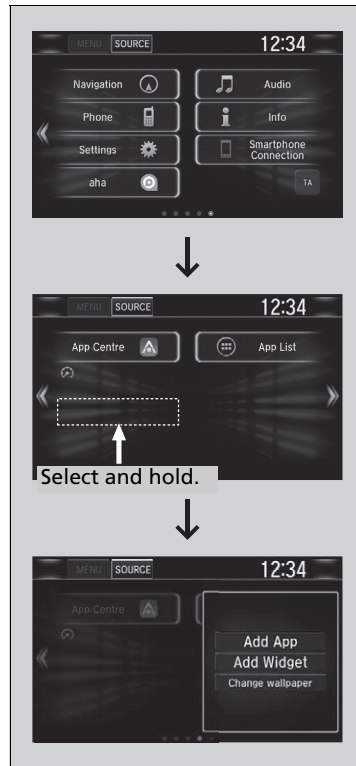 MENU SOURCE 12:34
Navigation Audio
Phone Info
Settings Smartphone
Connection
aha TA
MENU SOURCE 12:34
App Centre App List
Select and hold.
MENU SOURCE 12:34
App Centre
Add App
Add Widget
Change wallpaper